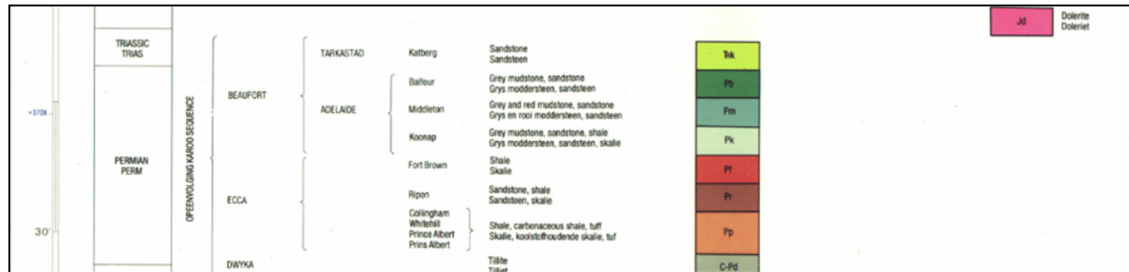 Jd Dolerite
Doleriet
TRIASSIC
TRIAS
TARKASTAD Katberg Sandstone
Sandsteen
BEAUFORT
Balfour Grey mudstone, sandstone Pb
Grys moddersteen, sandsteen
+370X
ADELAIDE Middleton Grey and red mudstone, sandstone Pm
Grys en rooi moddersteen, sandsteen
Koonap Grey mudstone, sandstone, shale Pk
Grys moddersteen, sandsteen, skalie
OPEENVOLGING KAROO SEQUENCE
PERMIAN
PERM
Fort Brown Shale Pf
Skalie
ECCA
Ripon Sandstone, shale Pr
Sandsteen, skalie
Collingham
Whitehill Shale, carbonaceous shale, tuff Pp
Prince Albert Skalie, koolstofhoudende skalie, tuf
Prins Albert
30'
DWYKA Tillite C-Pd
Tilliet